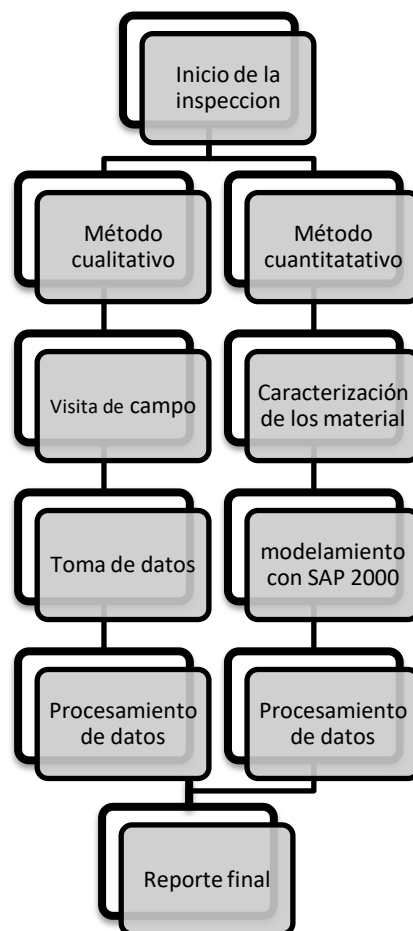 Inicio de la
inspeccion
Método
cualitativo
Método
cuantitatativo
Visita de campo
Caracterización
de los material
Toma de datos
modelamiento
con SAP 2000
Procesamiento
de datos
Procesamiento
de datos
Reporte final